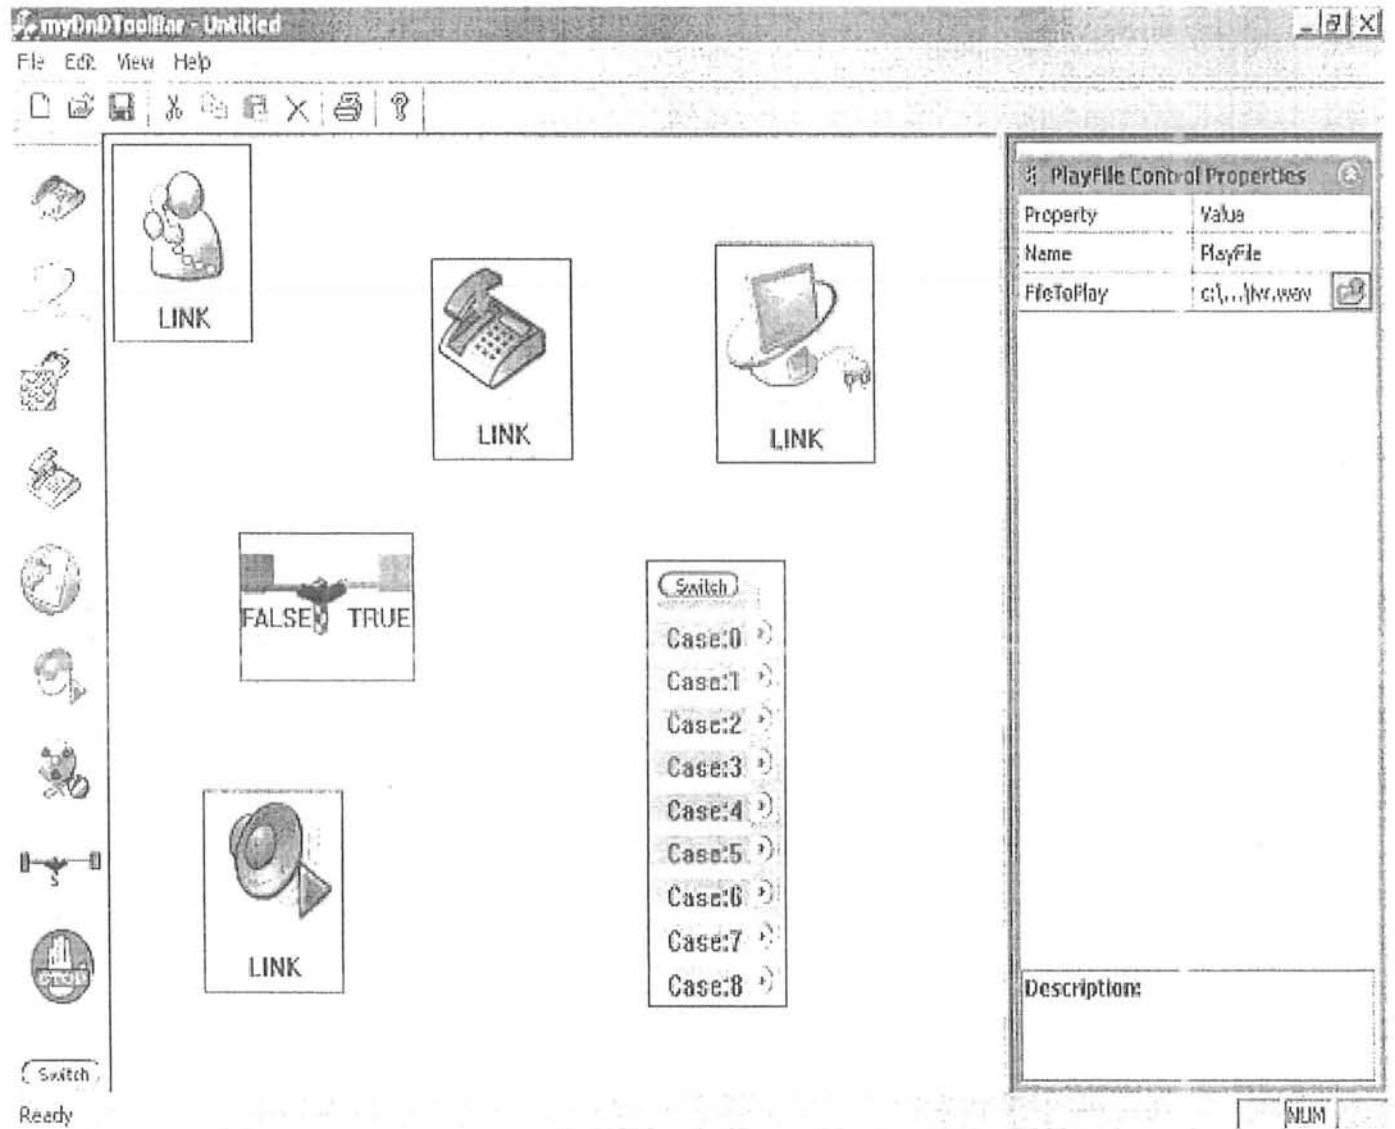 myDnDToolBar - Untitled
File Edit View Help
LINK
LINK
LINK
FALSE TRUE
Switch
Case:0
Case:1
Case:2
Case:3
Case:4
Case:5
Case:6
Case:7
Case:8
LINK
S
Switch
PlayFile Control Properties
Property Value
Name PlayFile
FileToPlay c:\...\ivr.wav
Description:
Ready
NUM